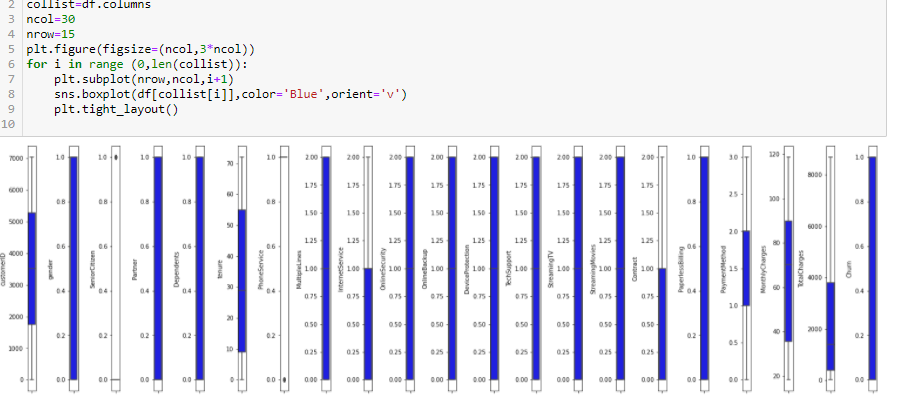 2 collist=df.columns
3 ncol=30
4 nrow=15
5 plt.figure(figsize=(ncol,3*ncol))
6 for i in range (0,len(collist)):
7 plt.subplot(nrow,ncol,i+1)
8 sns.boxplot(df[collist[i]],color='Blue',orient='v')
9 plt.tight_layout()
10
customerID 7000 6000 5000 4000 3000 2000 1000 0
gender 1.0 0.8 0.6 0.4 0.2 0.0
SeniorCitizen 1.0 0.8 0.6 0.4 0.2 0.0
Partner 1.0 0.8 0.6 0.4 0.2 0.0
Dependents 1.0 0.8 0.6 0.4 0.2 0.0
tenure 70 60 50 40 30 20 10 0
PhoneService 1.0 0.8 0.6 0.4 0.2 0.0
MultipleLines 2.00 1.75 1.50 1.25 1.00 0.75 0.50 0.25 0.00
InternetService 2.00 1.75 1.50 1.25 1.00 0.75 0.50 0.25 0.00
OnlineSecurity 2.00 1.75 1.50 1.25 1.00 0.75 0.50 0.25 0.00
OnlineBackup 2.00 1.75 1.50 1.25 1.00 0.75 0.50 0.25 0.00
DeviceProtection 2.00 1.75 1.50 1.25 1.00 0.75 0.50 0.25 0.00
TechSupport 2.00 1.75 1.50 1.25 1.00 0.75 0.50 0.25 0.00
StreamingTV 2.00 1.75 1.50 1.25 1.00 0.75 0.50 0.25 0.00
StreamingMovies 2.00 1.75 1.50 1.25 1.00 0.75 0.50 0.25 0.00
Contract 2.00 1.75 1.50 1.25 1.00 0.75 0.50 0.25 0.00
PaperlessBilling 1.0 0.8 0.6 0.4 0.2 0.0
PaymentMethod 3.0 2.5 2.0 1.5 1.0 0.5 0.0
MonthlyCharges 120 100 80 60 40 20
TotalCharges 8000 6000 4000 2000 0
Churn 1.0 0.8 0.6 0.4 0.2 0.0